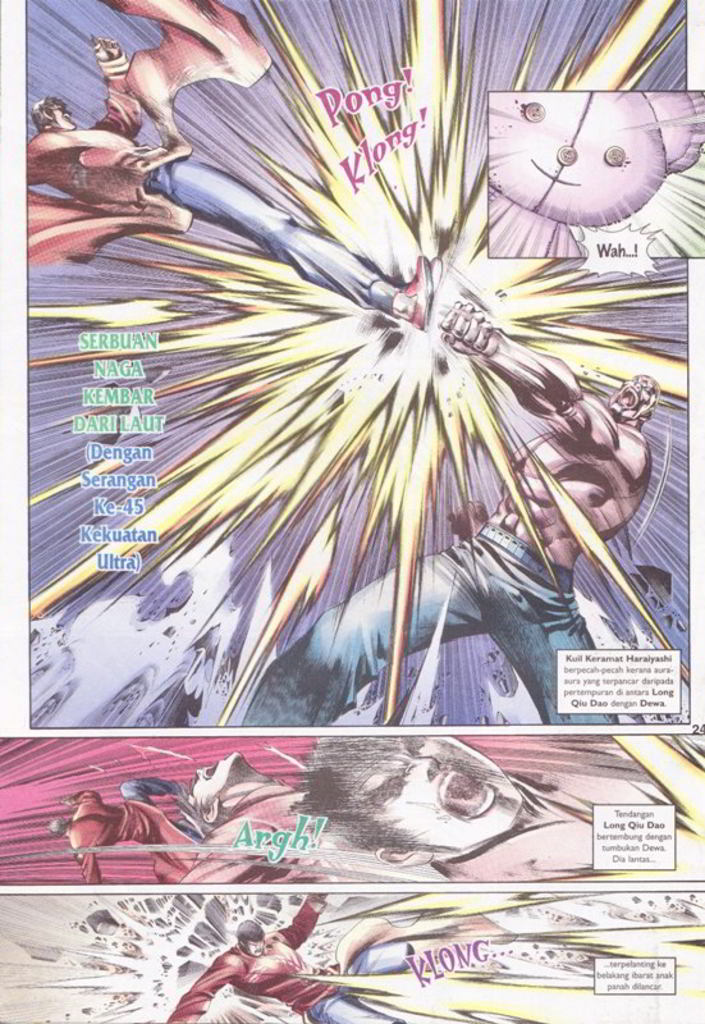 Pong!
Klong!
Wah...!
SERBUAN
NAGA
KEMBAR
DARI LAUT
(Dengan
Serangan
Ke-45
Kekuatan
Ultra)
Kuil Keramat Haraiyashi
berpecah-pecah kerana aura-
aura yang terpancar daripada
pertempuran di antara Long
Qiu Dao dengan Dewa.
24
Tendangan
Long Qiu Dao
bertembung dengan
tumbukan Dewa.
Dia lantas...
Argh!
KLONG...
...terpelanting ke
belakang ibarat anak
panah dilancar.